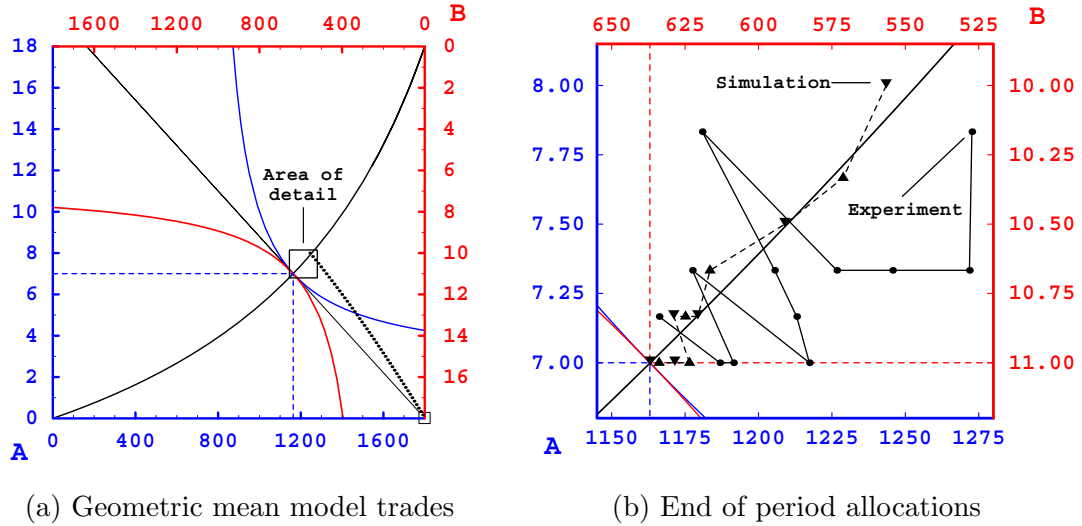 B
1600 1200 800 400 0
18 16 14 12 10 8 6 4 2 0
0 2 4 6 8 10 12 14 16
Area of
detail
A
0 400 800 1200 1600
(a) Geometric mean model trades
B
645 625 600 575 550 525
8.00 7.75 7.50 7.25 7.00
10.00 10.25 10.50 10.75 11.00
Simulation
Experiment
A
1150 1175 1200 1225 1250 1275
(b) End of period allocations